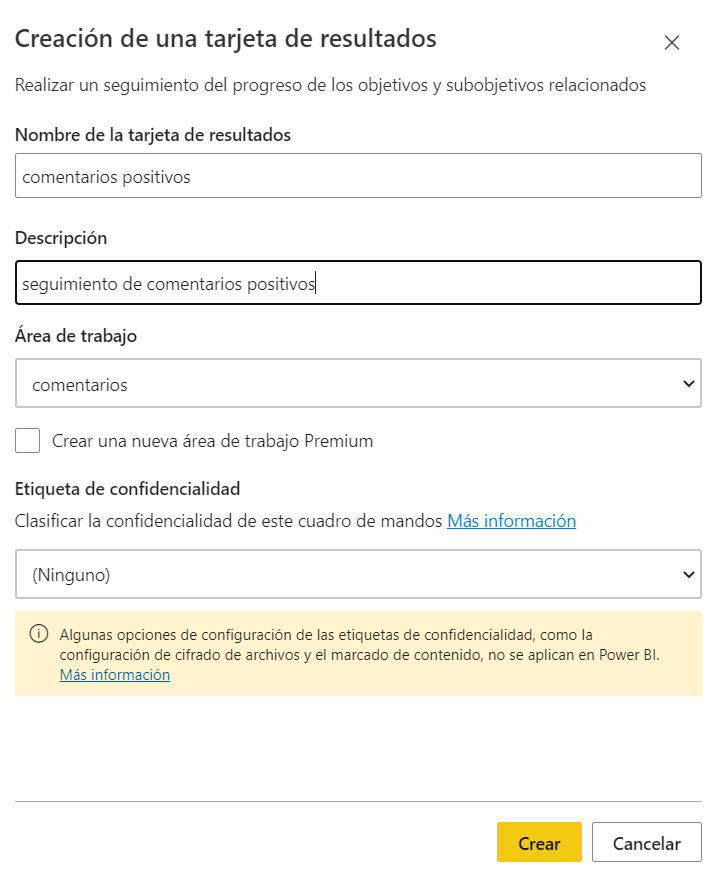 Creación de una tarjeta de resultados
Realizar un seguimiento del progreso de los objetivos y subobjetivos relacionados
Nombre de la tarjeta de resultados
comentarios positivos
Descripción
seguimiento de comentarios positivos
Área de trabajo
comentarios
Crear una nueva área de trabajo Premium
Etiqueta de confidencialidad
Clasificar la confidencialidad de este cuadro de mandos Más información
(Ninguno)
Algunas opciones de configuración de las etiquetas de confidencialidad, como la
configuración de cifrado de archivos y el marcado de contenido, no se aplican en Power BI.
Más información
Crear Cancelar